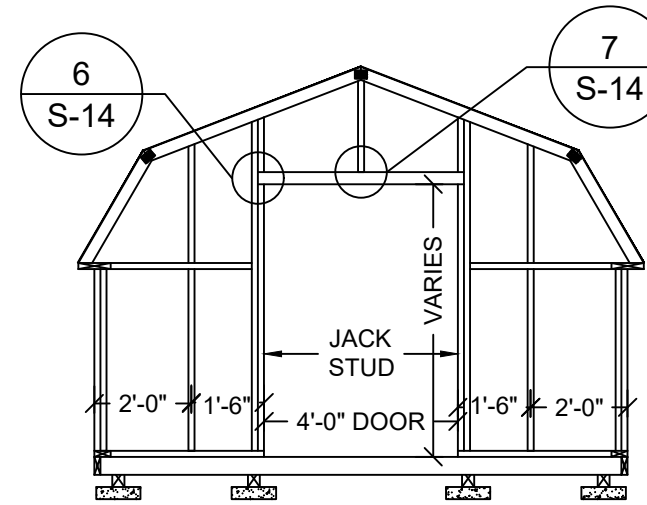 6
S-14
7
S-14
VARIES
JACK
STUD
2'-0" 1'-6" 4'-0" DOOR 1'-6" 2'-0"